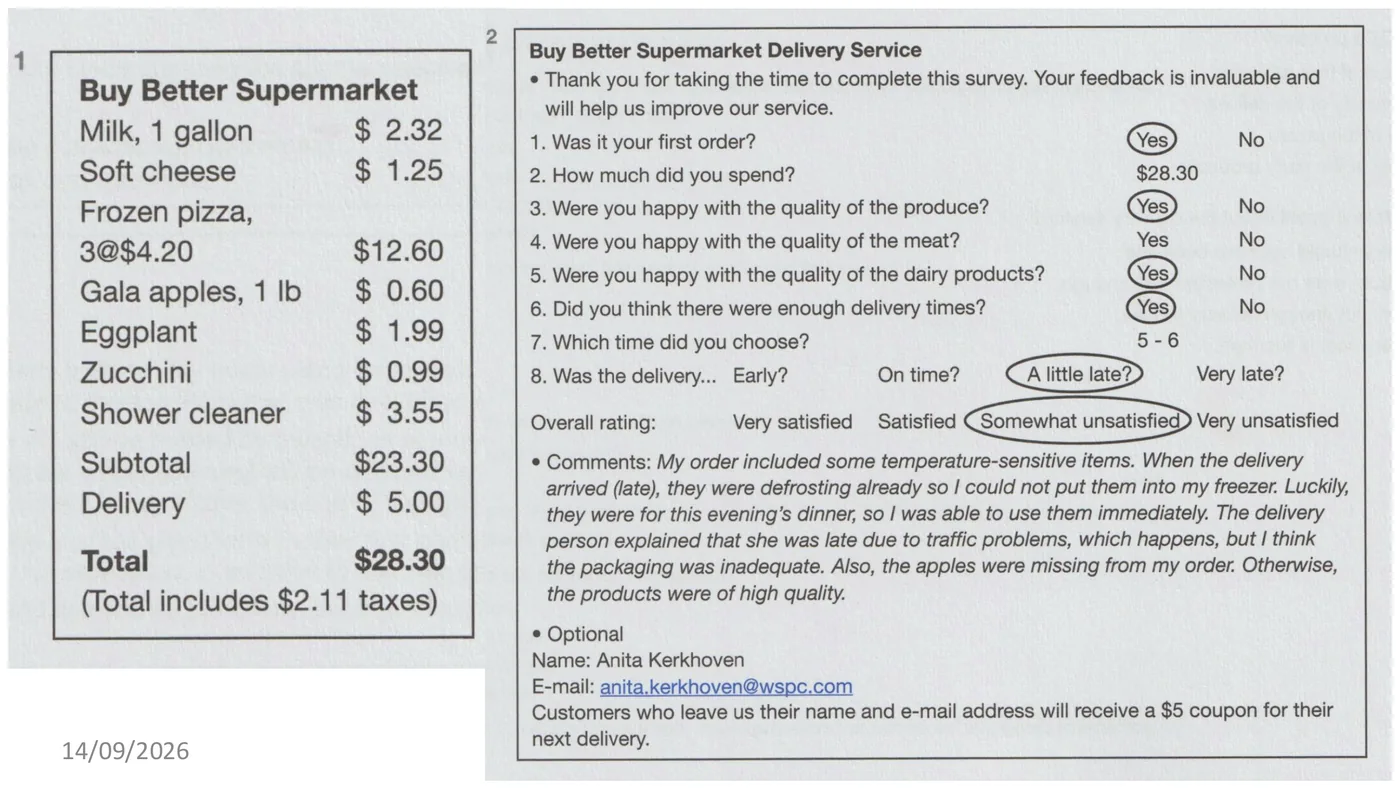 1
Buy Better Supermarket
Milk, 1 gallon $ 2.32
Soft cheese $ 1.25
Frozen pizza,
3@$4.20 $12.60
Gala apples, 1 lb $ 0.60
Eggplant $ 1.99
Zucchini $ 0.99
Shower cleaner $ 3.55
Subtotal $23.30
Delivery $ 5.00
Total $28.30
(Total includes $2.11 taxes)
2
Buy Better Supermarket Delivery Service
• Thank you for taking the time to complete this survey. Your feedback is invaluable and
will help us improve our service.
1. Was it your first order? Yes No
2. How much did you spend? $28.30
3. Were you happy with the quality of the produce? Yes No
4. Were you happy with the quality of the meat? Yes No
5. Were you happy with the quality of the dairy products? Yes No
6. Did you think there were enough delivery times? Yes No
7. Which time did you choose? 5 - 6
8. Was the delivery... Early? On time? A little late? Very late?
Overall rating: Very satisfied Satisfied Somewhat unsatisfied Very unsatisfied
• Comments: My order included some temperature-sensitive items. When the delivery
arrived (late), they were defrosting already so I could not put them into my freezer. Luckily,
they were for this evening's dinner, so I was able to use them immediately. The delivery
person explained that she was late due to traffic problems, which happens, but I think
the packaging was inadequate. Also, the apples were missing from my order. Otherwise,
the products were of high quality.
• Optional
Name: Anita Kerkhoven
E-mail: anita.kerkhoven@wspc.com
Customers who leave us their name and e-mail address will receive a $5 coupon for their
next delivery.
14/09/2026